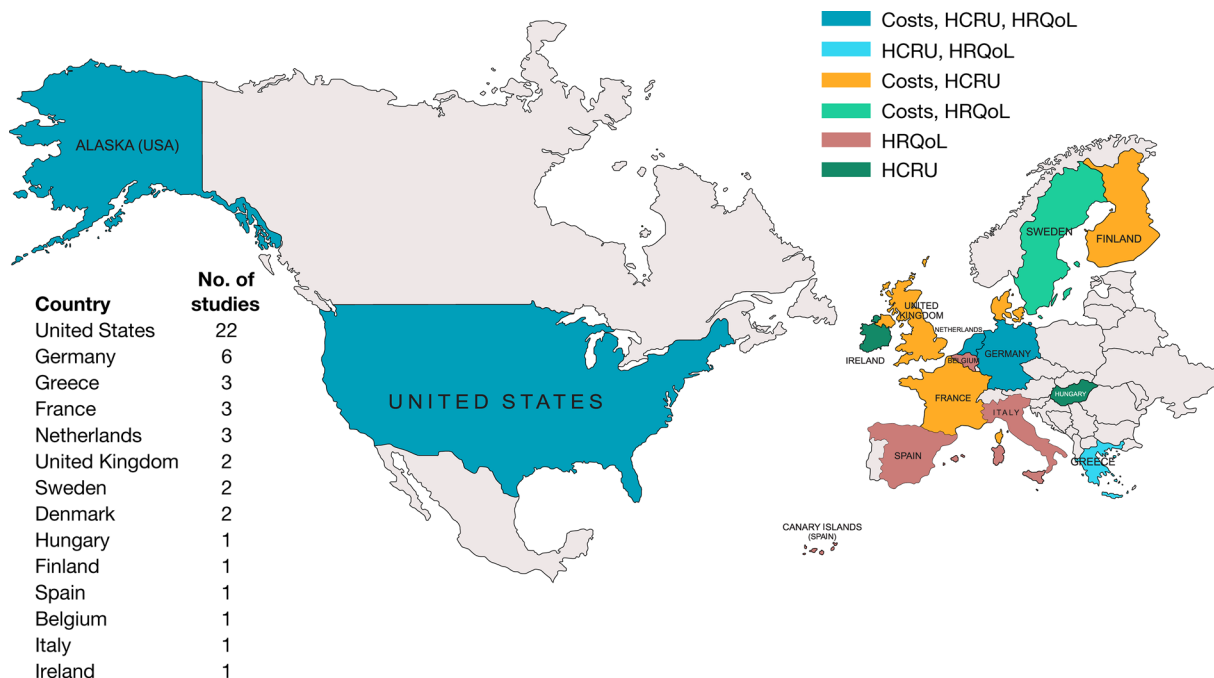 Costs, HCRU, HRQoL
HCRU, HRQoL
Costs, HCRU
Costs, HRQoL
HRQoL
HCRU
ALASKA (USA)
UNITED STATES
SWEDEN
FINLAND
UNITED
KINGDOM
NETHERLANDS
IRELAND
BELGIUM
GERMANY
FRANCE
HUNGARY
ITALY
SPAIN
GREECE
CANARY ISLANDS
(SPAIN)
Country No. of studies
United States 22
Germany 6
Greece 3
France 3
Netherlands 3
United Kingdom 2
Sweden 2
Denmark 2
Hungary 1
Finland 1
Spain 1
Belgium 1
Italy 1
Ireland 1